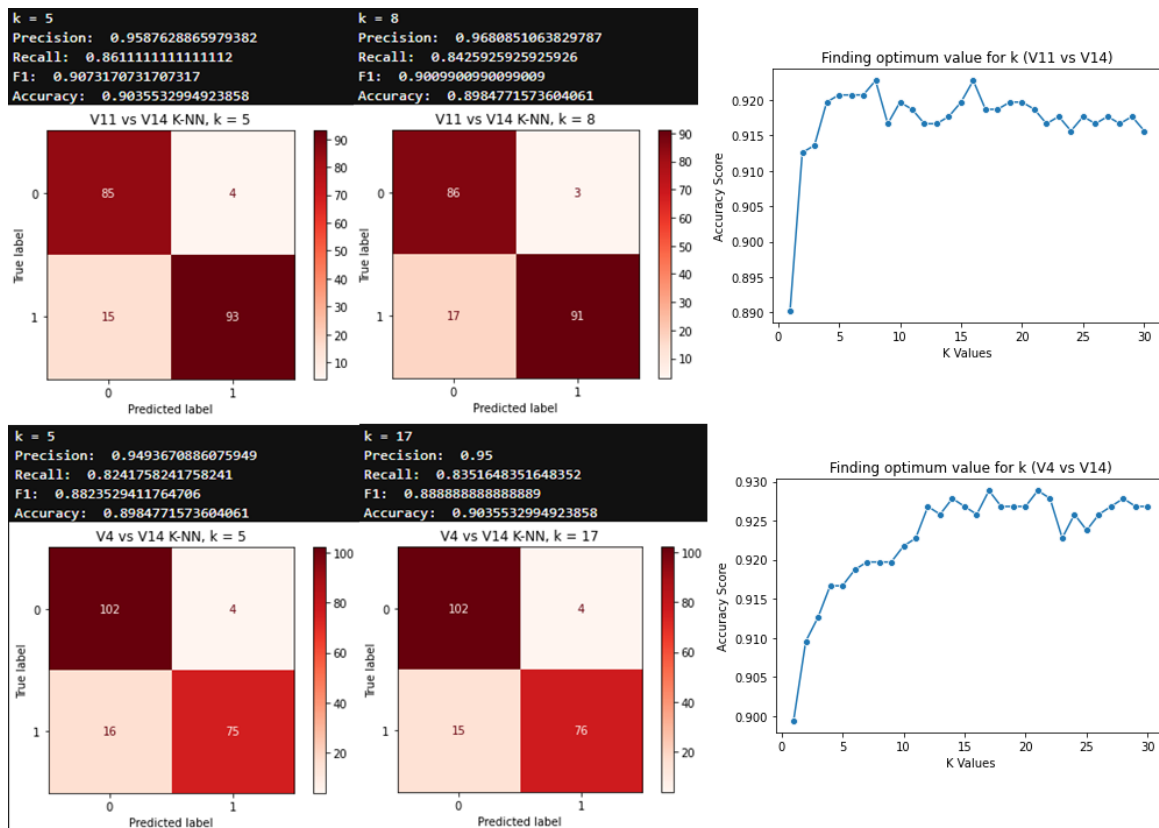 k = 5
Precision:  0.9587628865979382
Recall:  0.8611111111111112
F1:  0.9073170731707317
Accuracy:  0.9035532994923858
k = 8
Precision:  0.9680851063829787
Recall:  0.8425925925925926
F1:  0.9009900990099009
Accuracy:  0.8984771573604061
V11 vs V14 K-NN, k = 5
0
1
True label
85
4
15
93
0
1
Predicted label
90
80
70
60
50
40
30
20
10
V11 vs V14 K-NN, k = 8
0
1
True label
86
3
17
91
0
1
Predicted label
90
80
70
60
50
40
30
20
10
Finding optimum value for k (V11 vs V14)
Accuracy Score
0.920
0.915
0.910
0.905
0.900
0.895
0.890
0
5
10
15
20
25
30
K Values
k = 5
Precision:  0.9493670886075949
Recall:  0.8241758241758241
F1:  0.8823529411764706
Accuracy:  0.8984771573604061
k = 17
Precision:  0.95
Recall:  0.8351648351648352
F1:  0.888888888888889
Accuracy:  0.9035532994923858
V4 vs V14 K-NN, k = 5
0
1
True label
102
4
16
75
0
1
Predicted label
100
80
60
40
20
V4 vs V14 K-NN, k = 17
0
1
True label
102
4
15
76
0
1
Predicted label
100
80
60
40
20
Finding optimum value for k (V4 vs V14)
Accuracy Score
0.930
0.925
0.920
0.915
0.910
0.905
0.900
0
5
10
15
20
25
30
K Values